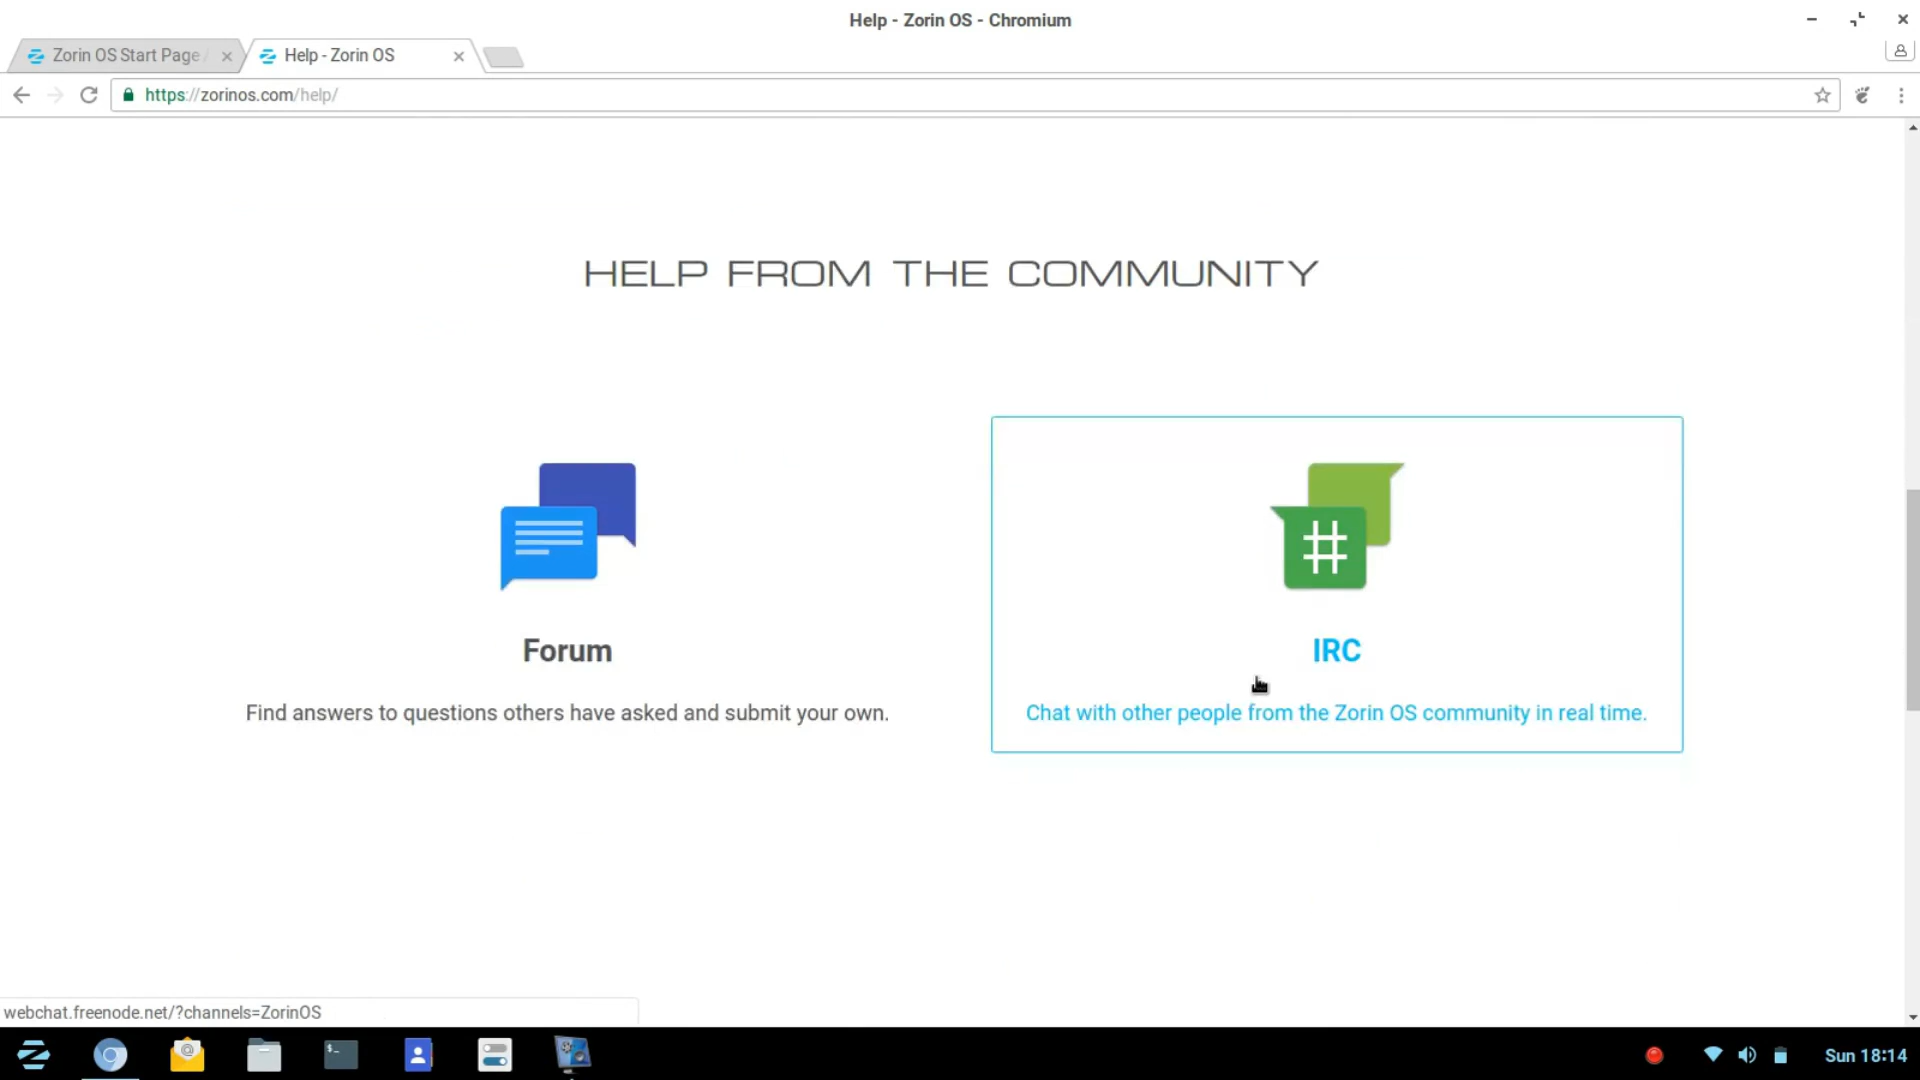 Help - Zorin OS - Chromium
Zorin OS Start Page
Help - Zorin OS
https://zorinos.com/help/
HELP FROM THE COMMUNITY
Forum
Find answers to questions others have asked and submit your own.
#
IRC
Chat with other people from the Zorin OS community in real time.
webchat.freenode.net/?channels=ZorinOS
Sun 18:14